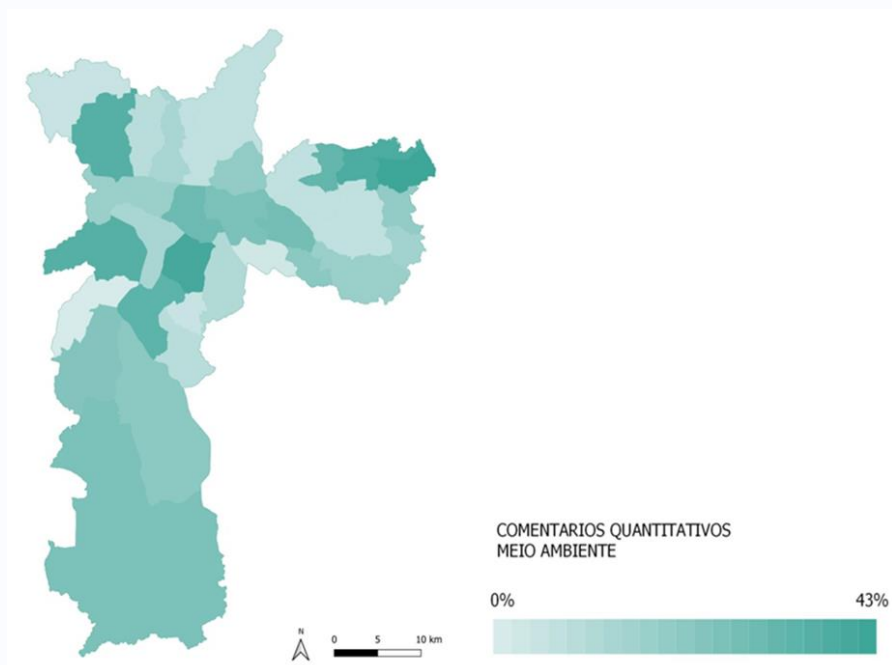 COMENTARIOS QUANTITATIVOS
MEIO AMBIENTE
0% 43%
N
0 5 10 km